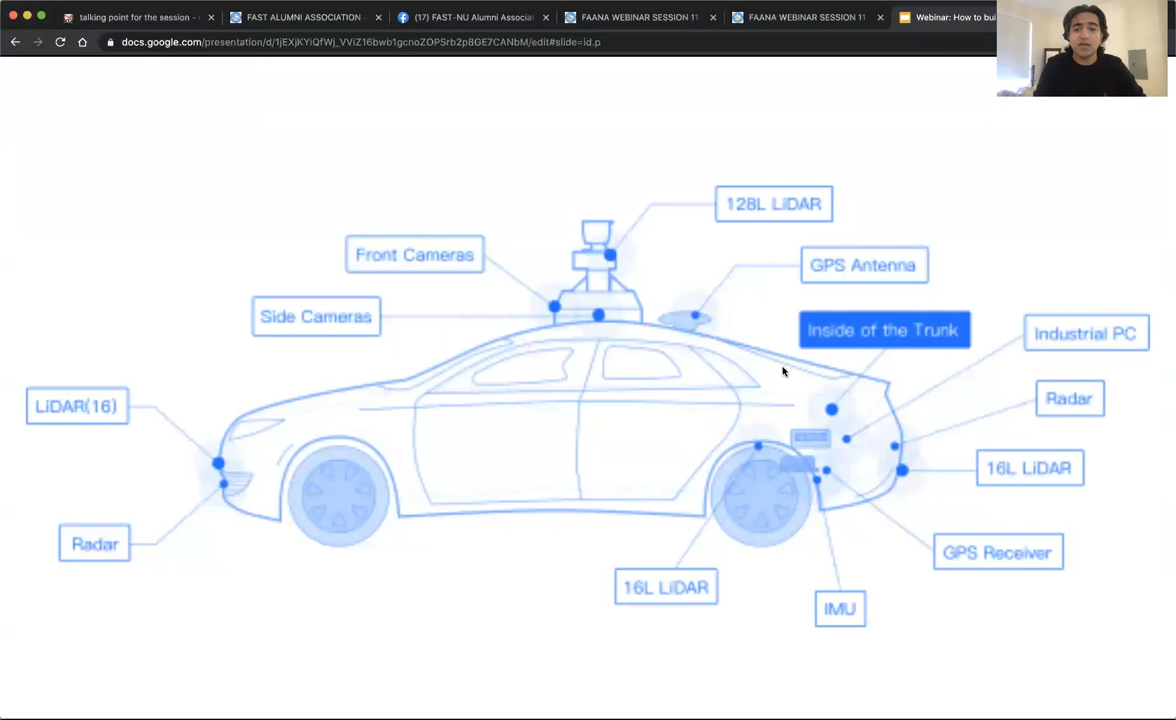 talking point for the session -
FAST ALUMNI ASSOCIATION
(17) FAST-NU Alumni Associat
FAANA WEBINAR SESSION 11
FAANA WEBINAR SESSION 11
Webinar: How to bui
docs.google.com/presentation/d/1jEXjKYiQfWj_VViZ16bwb1gcnoZOPSrb2p8GE7CANbM/edit#slide=id.p
128L LiDAR
Front Cameras
GPS Antenna
Side Cameras
Inside of the Trunk
Industrial PC
LiDAR(16)
Radar
16L LiDAR
Radar
GPS Receiver
16L LiDAR
IMU